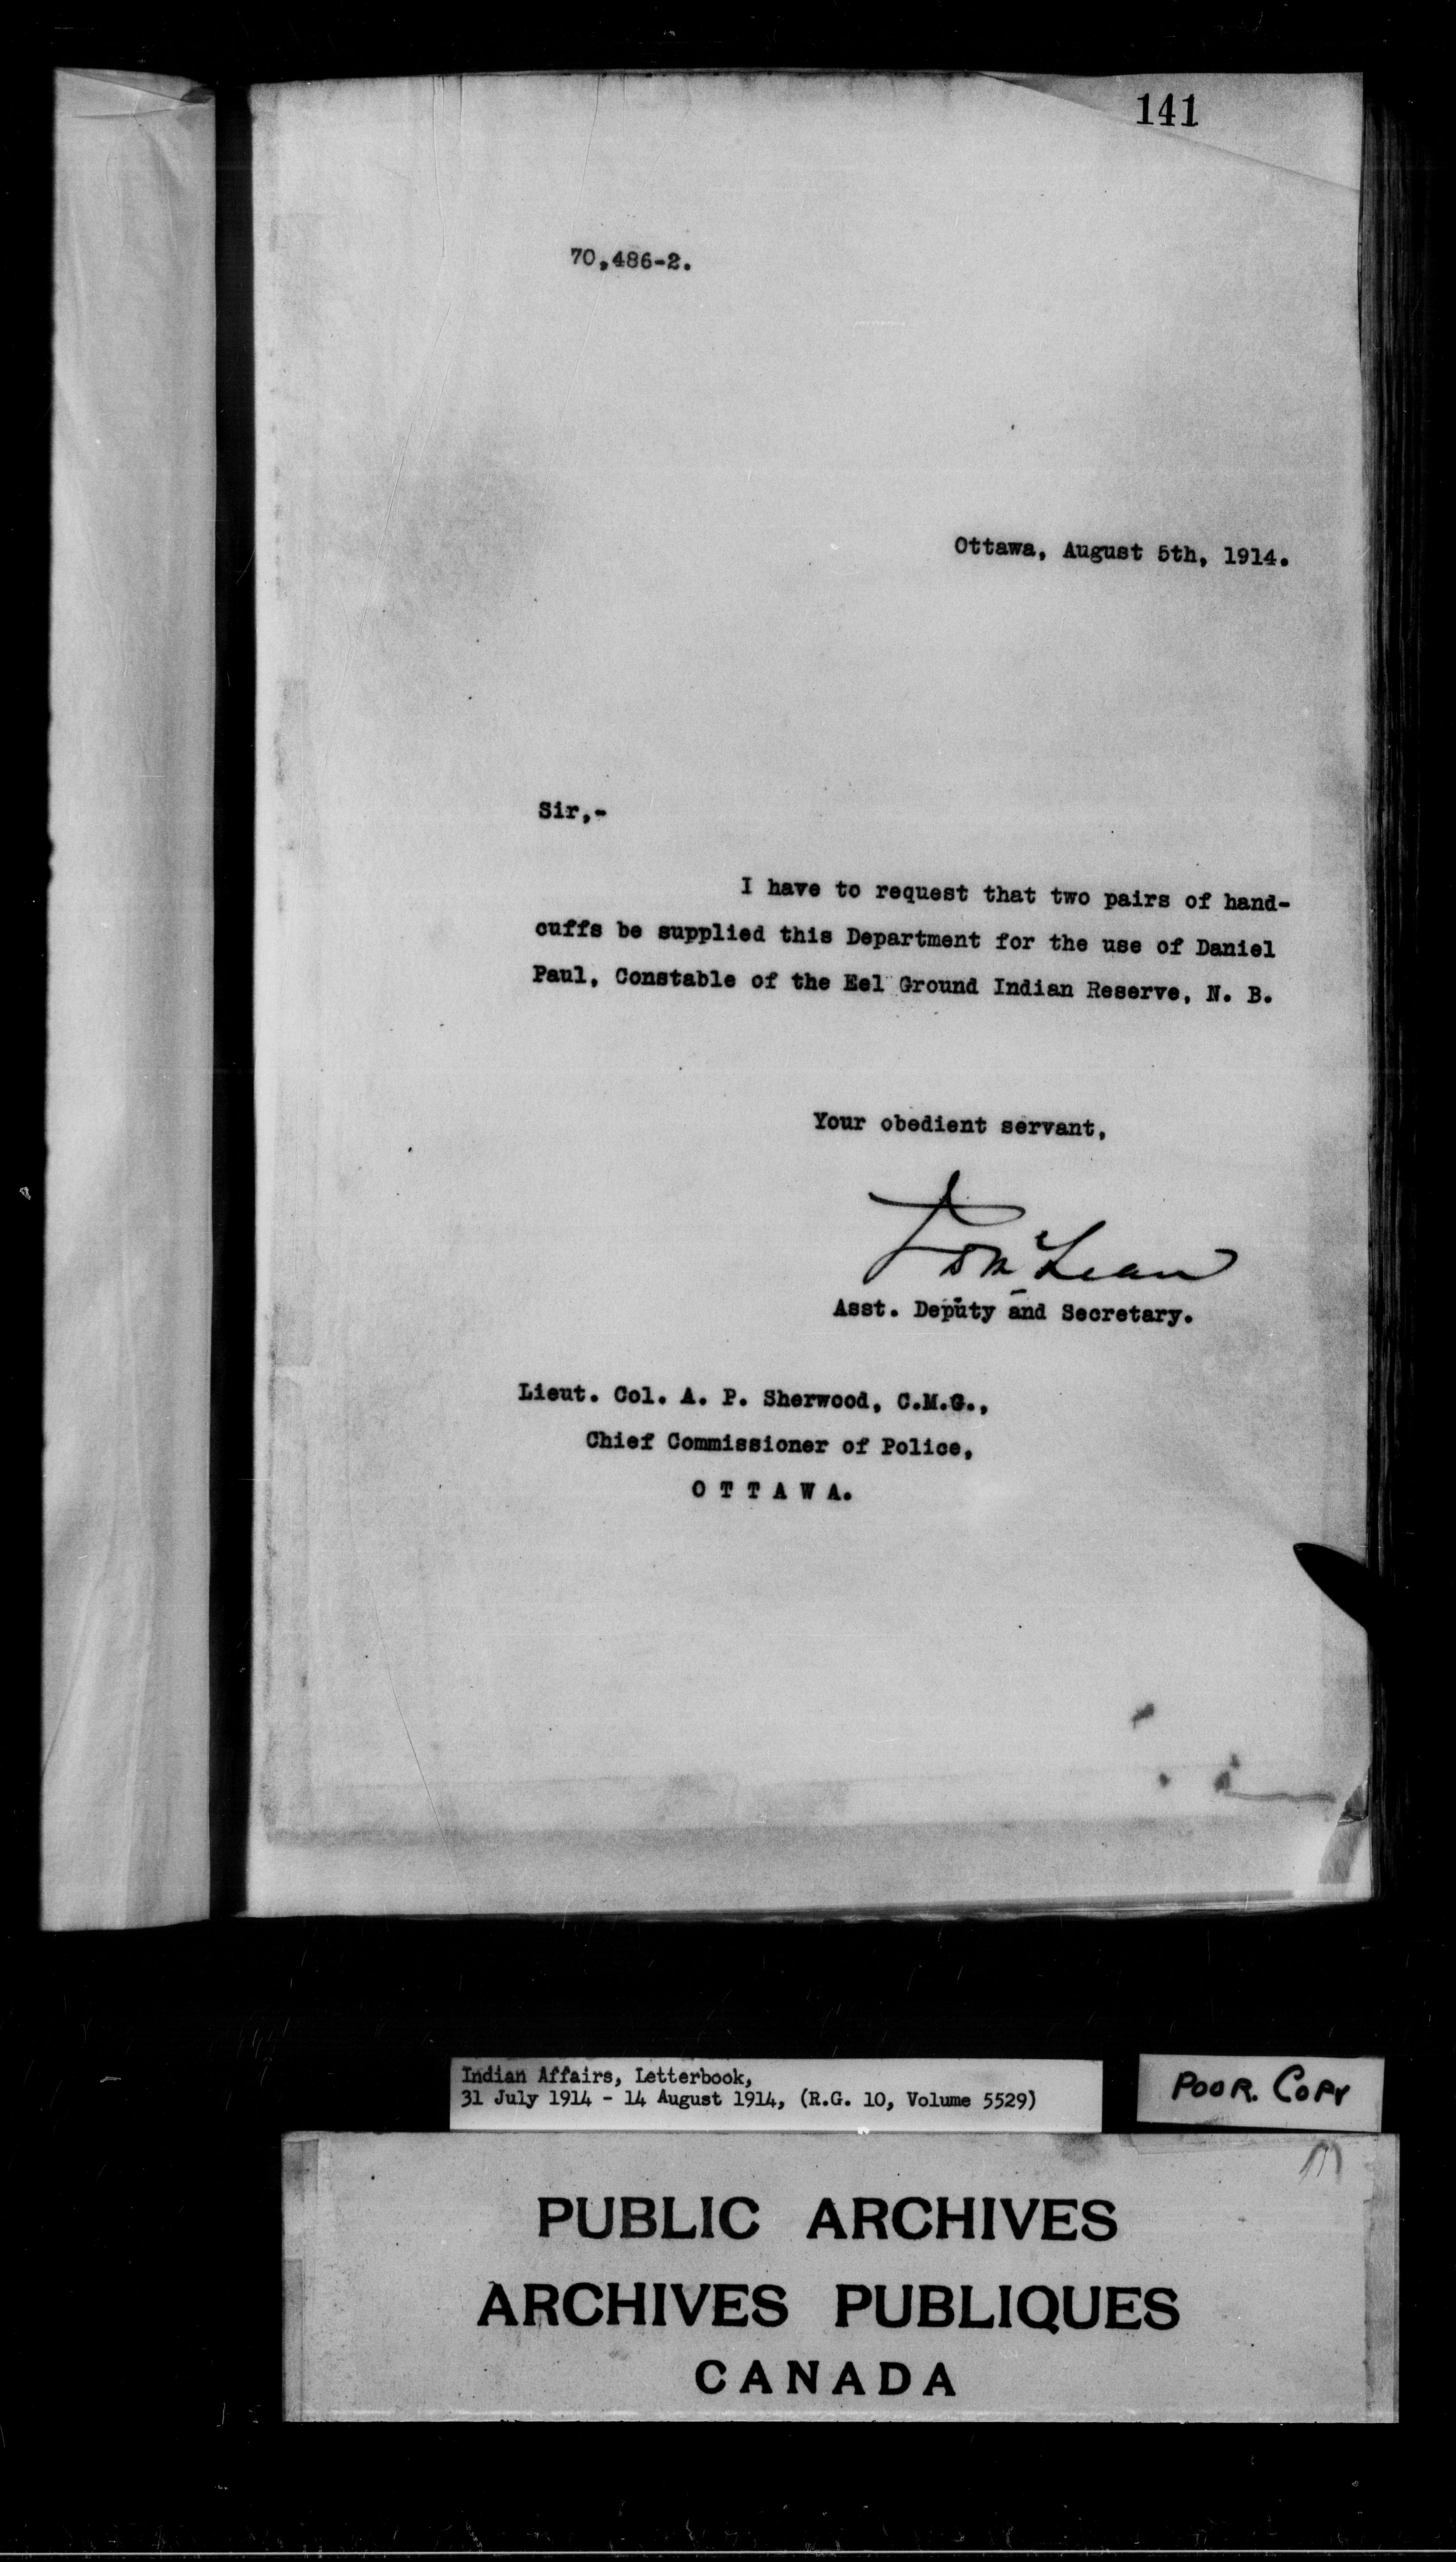 141
70,486-2.
Ottawa, August 5th, 1914.
Sir,-
I have to request that two pairs of hand-
cuffs be supplied this Department for the use of Daniel
Paul, Constable of the Eel Ground Indian Reserve, N. B.
Your obedient servant,
McLean
Asst. Deputy and Secretary.
Lieut. Col. A. P. Sherwood, C.M.G.,
Chief Commissioner of Police,
O T T A W A.
Indian Affairs, Letterbook,
31 July 1914 - 14 August 1914, (R.G. 10, Volume 5529)
POOR. COPY
PUBLIC ARCHIVES
ARCHIVES PUBLIQUES
CANADA